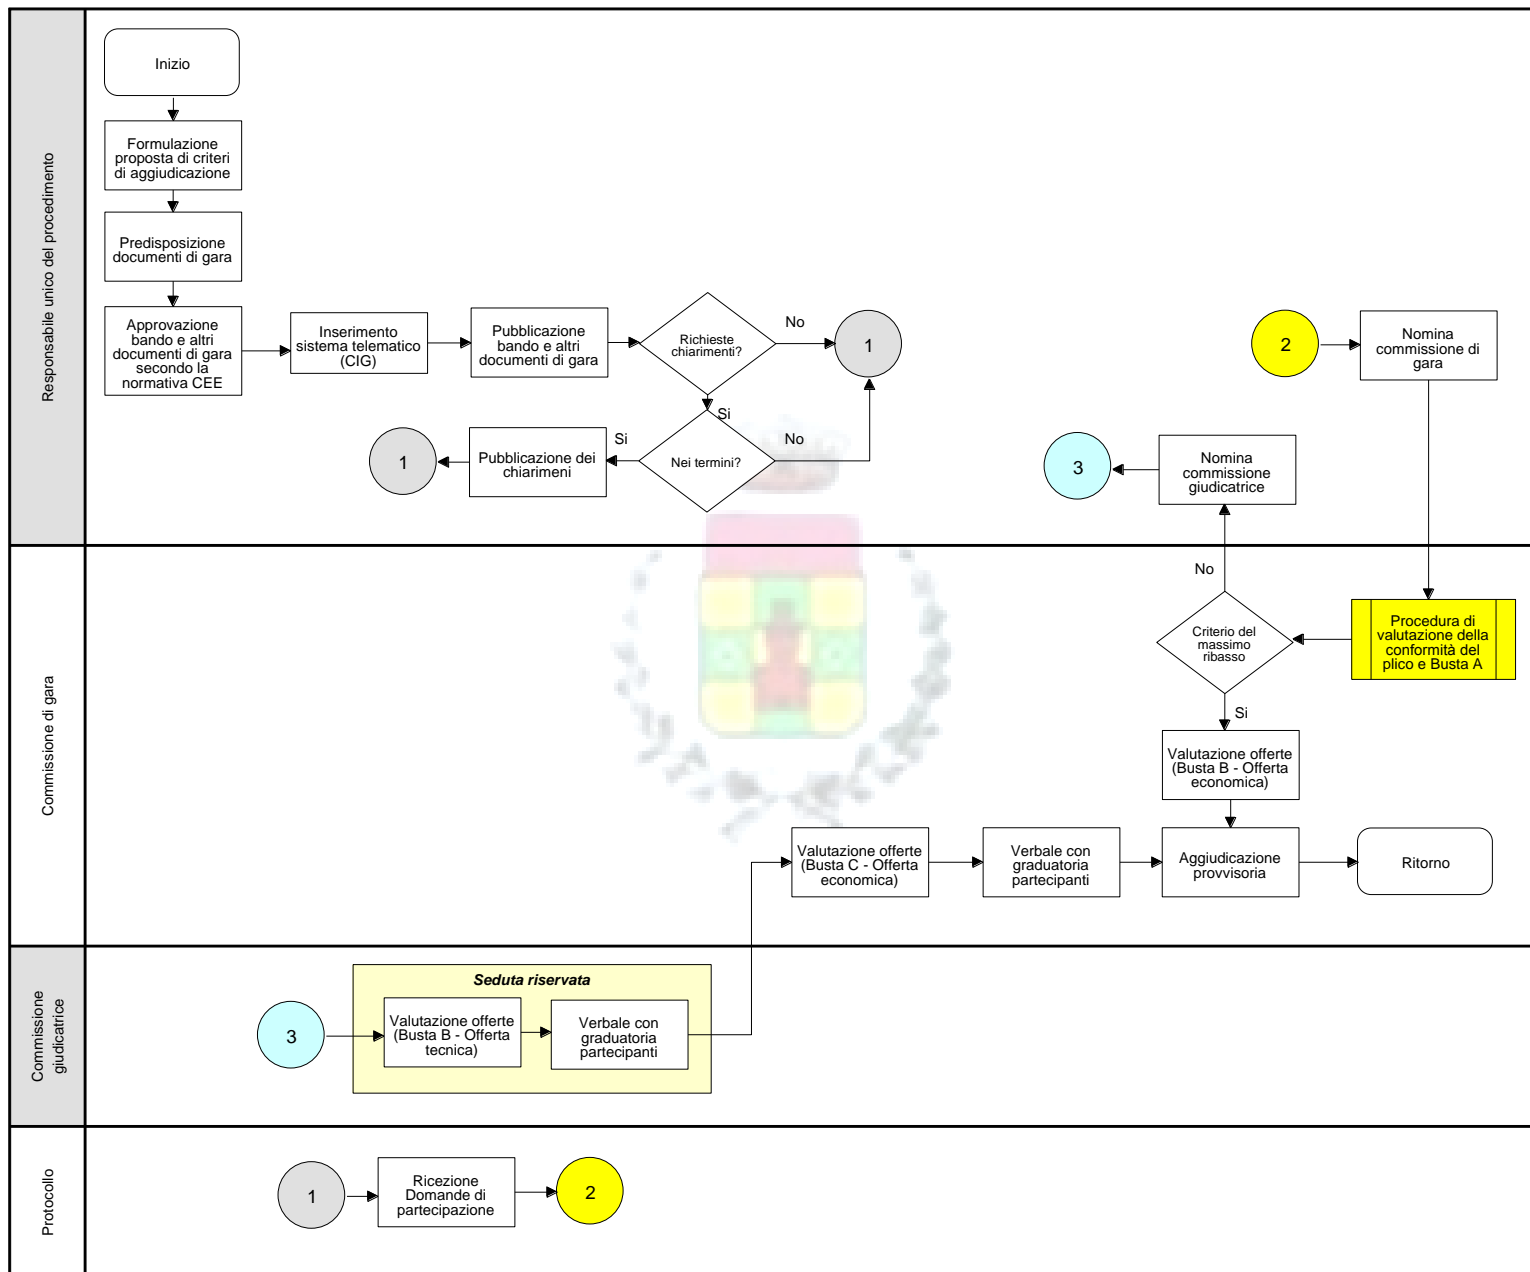 Responsabile unico del procedimento
Inizio
Formulazione
proposta di criteri
di aggiudicazione
Predisposizione
documenti di gara
Approvazione
bando e altri
documenti di gara
secondo la
normativa CEE
Inserimento
sistema telematico
(CIG)
Pubblicazione
bando e altri
documenti di gara
Richieste
chiarimenti?
No
1
Si
Nei termini?
No
Si
Pubblicazione dei
chiarimeni
1
2
Nomina
commissione di
gara
Nomina
commissione
giudicatrice
3
Commissione di gara
No
Criterio del
massimo
ribasso
Procedura di
valutazione della
conformità del
plico e Busta A
Si
Valutazione offerte
(Busta B - Offerta
economica)
Valutazione offerte
(Busta C - Offerta
economica)
Verbale con
graduatoria
partecipanti
Aggiudicazione
provvisoria
Ritorno
Commissione
giudicatrice
Seduta riservata
3
Valutazione offerte
(Busta B - Offerta
tecnica)
Verbale con
graduatoria
partecipanti
Protocollo
1
Ricezione
Domande di
partecipazione
2